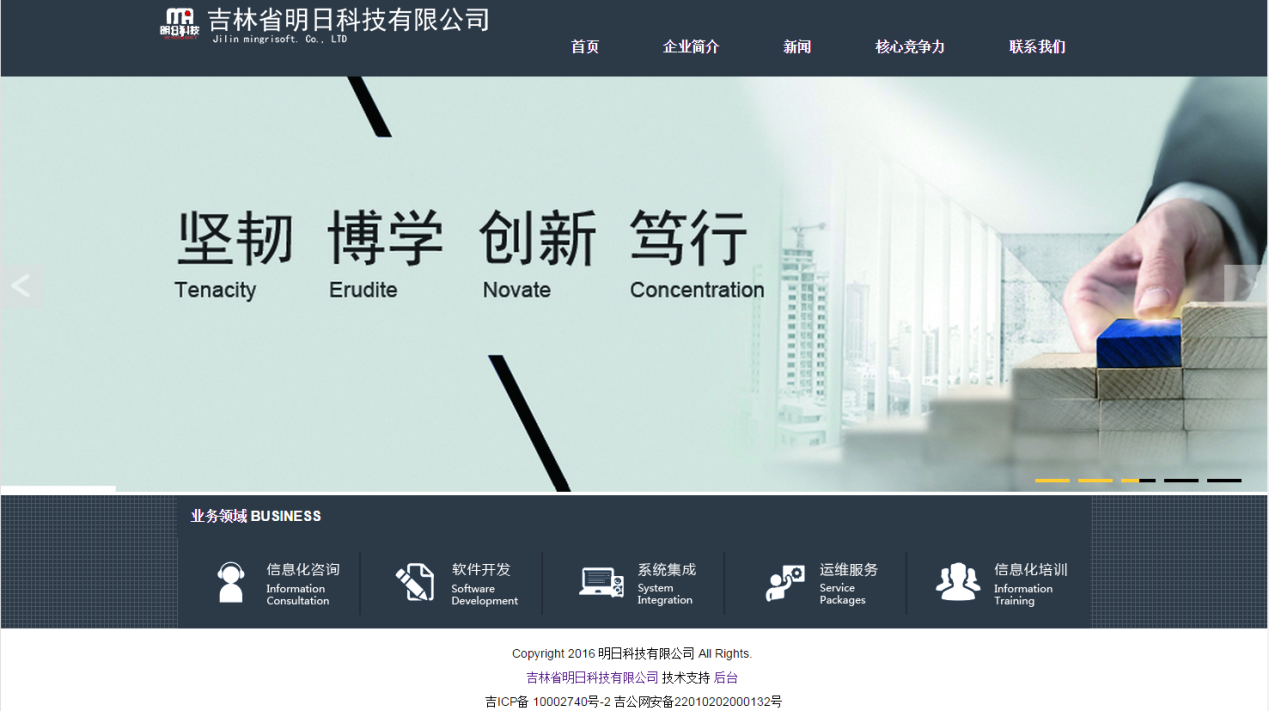 明日科技
吉林省明日科技有限公司
Jilin mingrisoft. Co., LTD
首页 企业简介 新闻 核心竞争力 联系我们
坚韧 博学 创新 笃行
Tenacity Erudite Novate Concentration
业务领域 BUSINESS
信息化咨询
Information
Consultation
软件开发
Software
Development
系统集成
System
Integration
运维服务
Service
Packages
信息化培训
Information
Training
Copyright 2016 明日科技有限公司 All Rights.
吉林省明日科技有限公司 技术支持 后台
吉ICP备 10002740号-2 吉公网安备22010202000132号